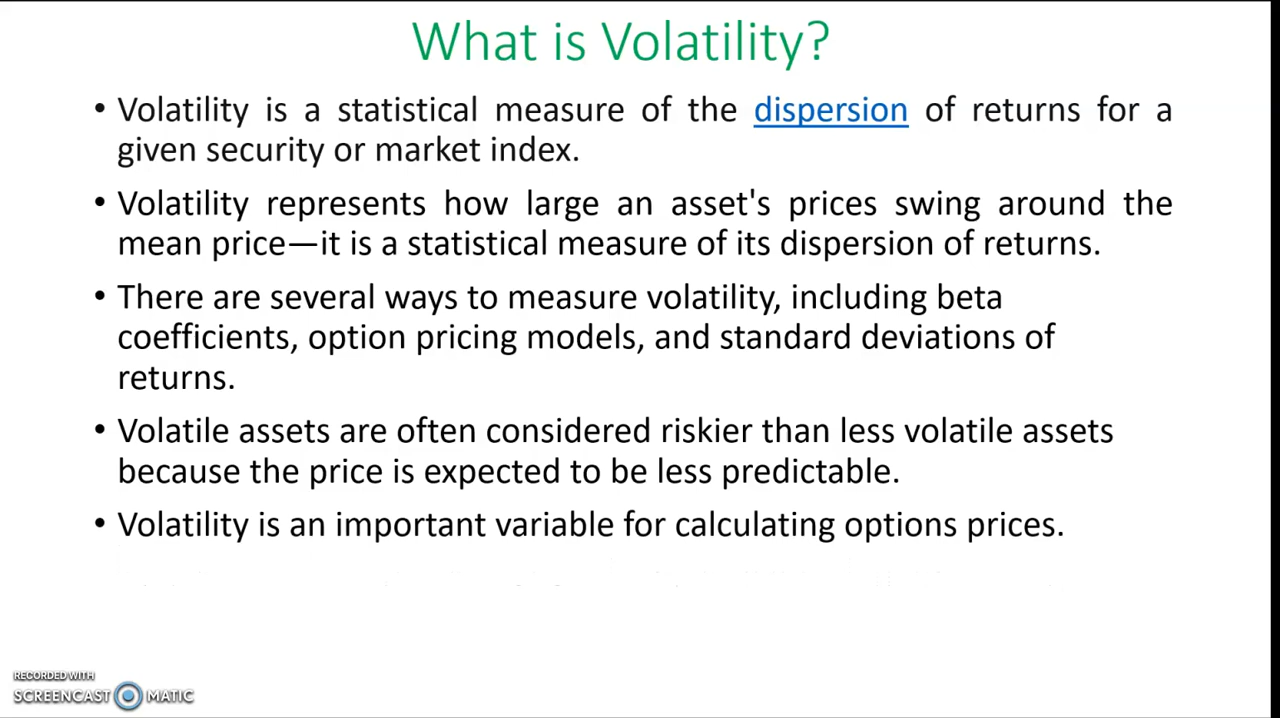 What is Volatility?
• Volatility is a statistical measure of the dispersion of returns for a
given security or market index.
• Volatility represents how large an asset's prices swing around the
mean price—it is a statistical measure of its dispersion of returns.
• There are several ways to measure volatility, including beta
coefficients, option pricing models, and standard deviations of
returns.
• Volatile assets are often considered riskier than less volatile assets
because the price is expected to be less predictable.
• Volatility is an important variable for calculating options prices.
RECORDED WITH
SCREENCAST MATIC